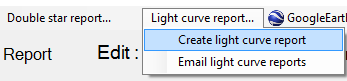 Double star report... Light curve report... GoogleEarth
Report Edit : Create light curve report
Email light curve reports